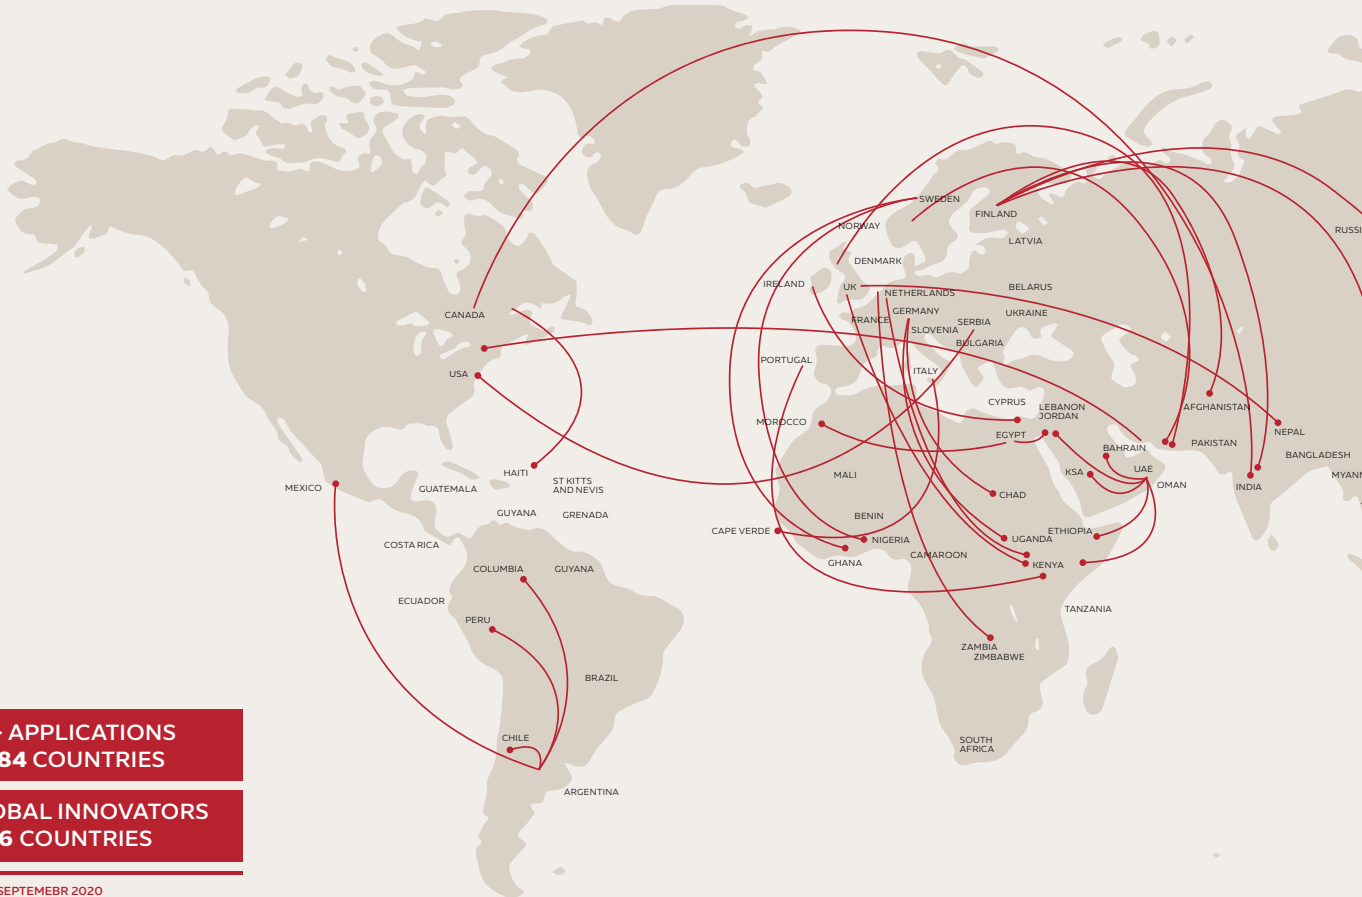 SWEDEN
FINLAND
NORWAY
RUSSI
LATVIA
DENMARK
IRELAND
UK
NETHERLANDS
BELARUS
CANADA
FRANCE
GERMANY
SERBIA
UKRAINE
SLOVENIA
BULGARIA
PORTUGAL
USA
ITALY
CYPRUS
LEBANON
JORDAN
AFGHANISTAN
MOROCCO
EGYPT
NEPAL
BAHRAIN
PAKISTAN
BANGLADESH
HAITI
MALI
KSA
UAE
OMAN
INDIA
MYANM
MEXICO
GUATEMALA
ST KITTS
AND NEVIS
CHAD
GUYANA
GRENADA
BENIN
CAPE VERDE
NIGERIA
UGANDA
ETHIOPIA
COSTA RICA
GHANA
CAMAROON
KENYA
COLUMBIA
GUYANA
ECUADOR
TANZANIA
PERU
ZAMBIA
ZIMBABWE
BRAZIL
CHILE
SOUTH
AFRICA
ARGENTINA
APPLICATIONS
84 COUNTRIES
OBAL INNOVATORS
6 COUNTRIES
SEPTEMEBR 2020